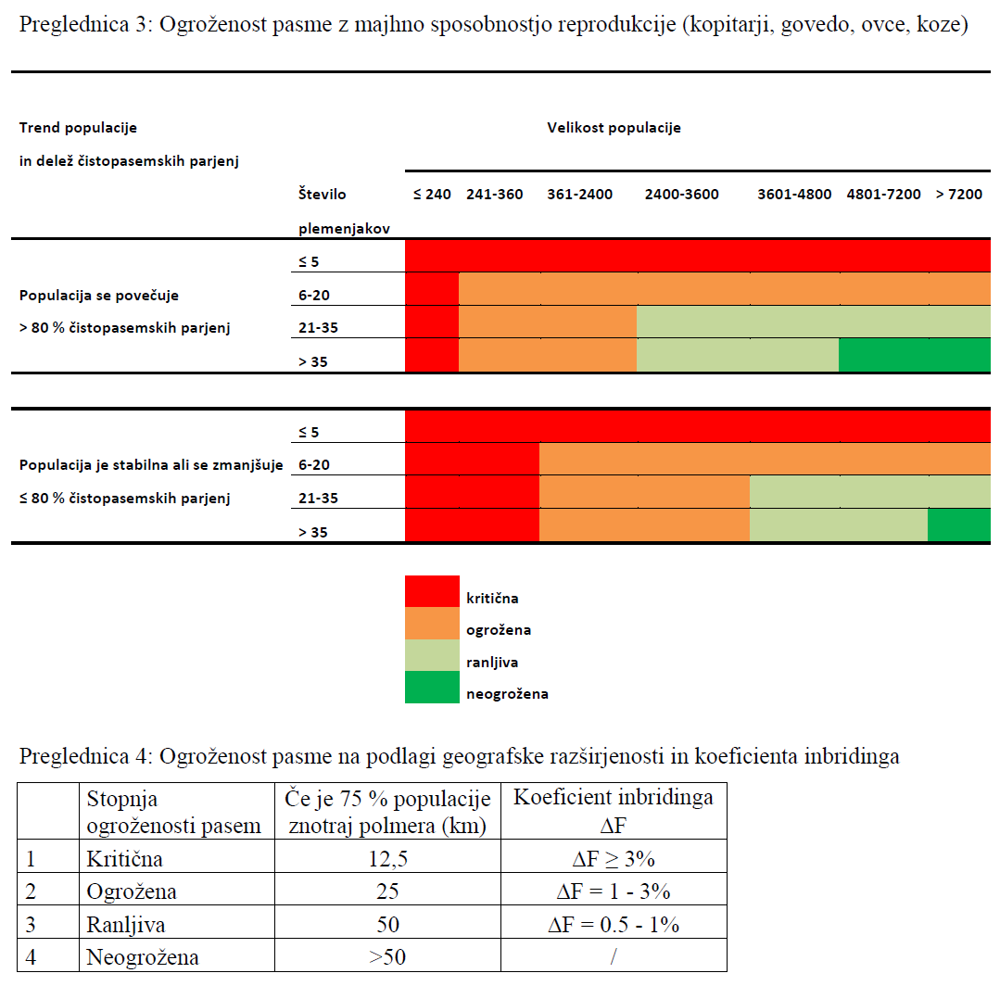 Preglednica 3: Ogroženost pasme z majhno sposobnostjo reprodukcije (kopitarji, govedo, ovce, koze)
Trend populacije Velikost populacije
in delež čistopasemskih parjenj
Število ≤ 240 241-360 361-2400 2400-3600 3601-4800 4801-7200 > 7200
plemenjakov
≤ 5
Populacija se povečuje 6-20
> 80 % čistopasemskih parjenj 21-35
> 35
≤ 5
Populacija je stabilna ali se zmanjšuje 6-20
≤ 80 % čistopasemskih parjenj 21-35
> 35
kritična
ogrožena
ranljiva
neogrožena
Preglednica 4: Ogroženost pasme na podlagi geografske razširjenosti in koeficienta inbridinga
Stopnja Če je 75 % populacije Koeficient inbridinga
ogroženosti pasem znotraj polmera (km) ΔF
1 Kritična 12,5 ΔF ≥ 3%
2 Ogrožena 25 ΔF = 1 - 3%
3 Ranljiva 50 ΔF = 0.5 - 1%
4 Neogrožena >50 /